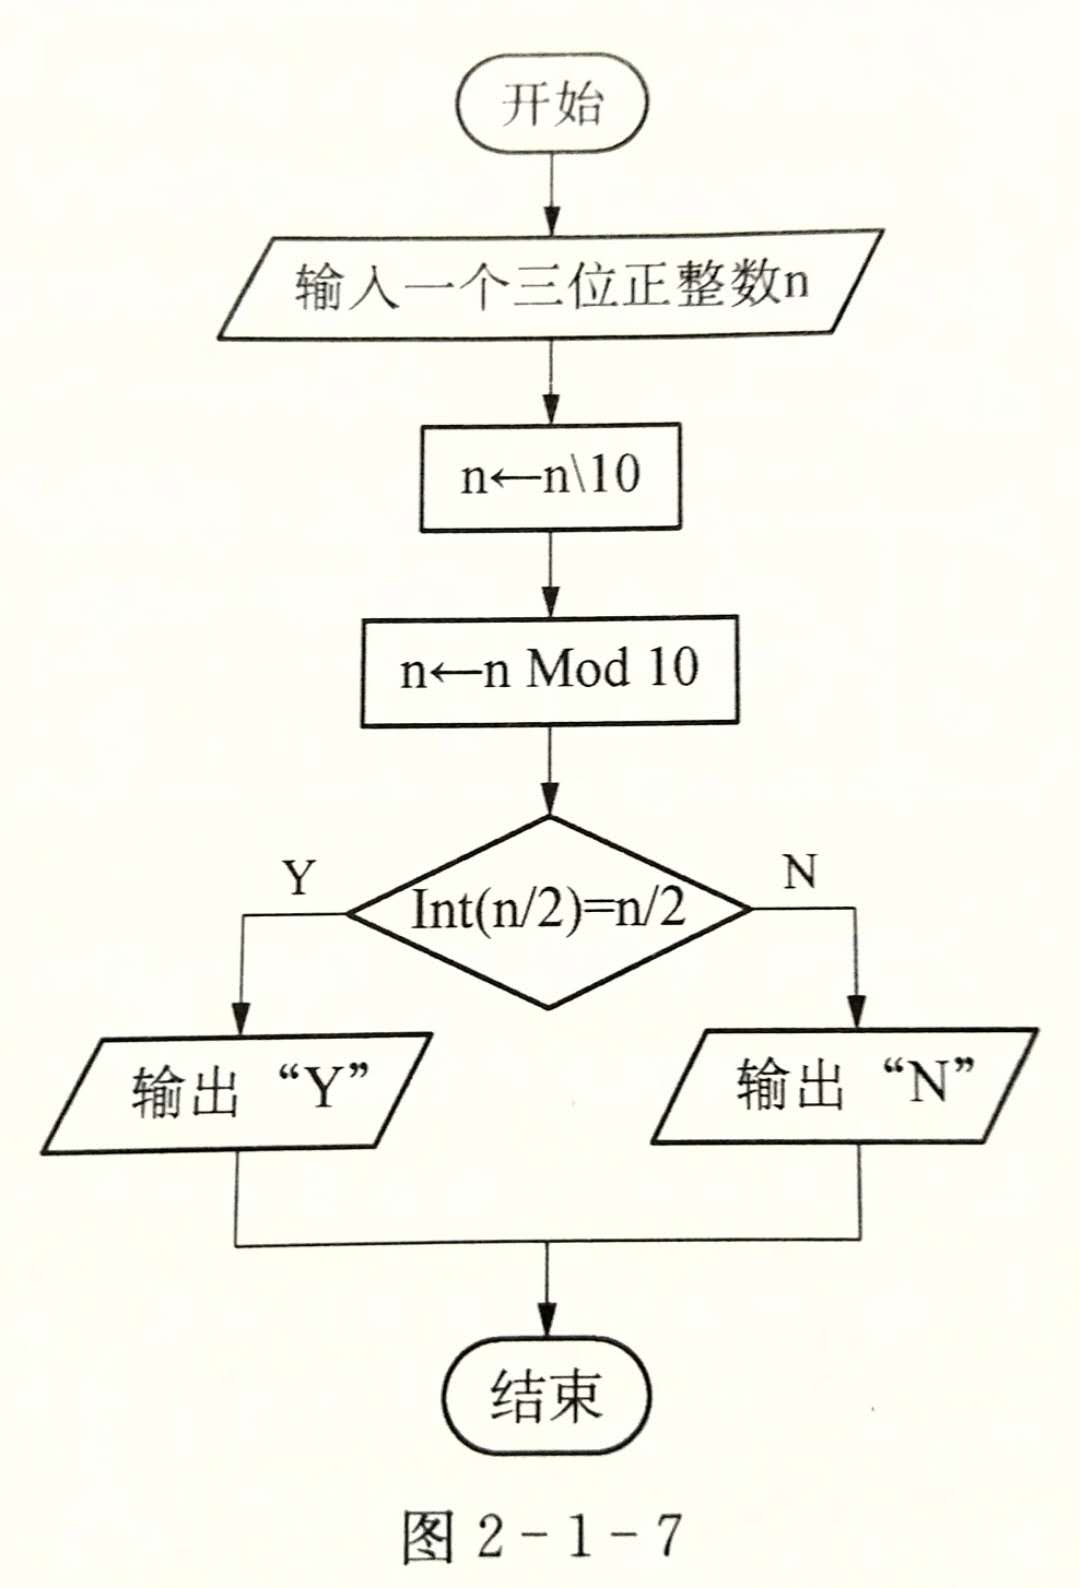 开始
输入一个三位正整数n
n←n\10
n←n Mod 10
Y
N
Int(n/2)=n/2
输出 “Y”
输出 “N”
结束
图 2-1-7